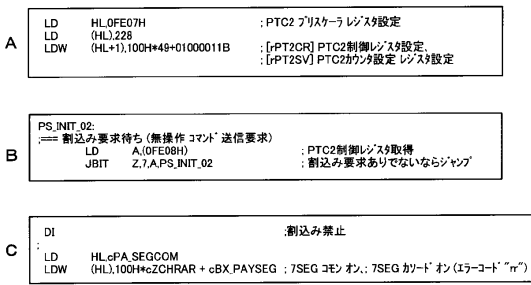 A
LD HL,0FE07H ; PTC2 プリスケーラ レジスタ設定
LD (HL),228
LDW (HL+1),100H*49+01000011B ; [rPT2CR] PTC2制御レジスタ設定、
; [rPT2SV] PTC2カウンタ設定 レジスタ設定
B
PS_INIT_02:
;=== 割込み要求待ち (無操作 コマンド 送信要求)
LD A,(0FE08H) ; PTC2制御レジスタ取得
JBIT Z,7,A,PS_INIT_02 ; 割込み要求ありでないならジャンプ
C
DI ;割込み禁止
;
LD HL,cPA_SEGCOM
LDW (HL),100H*cZCHRAR + cBX_PAYSEG ; 7SEG コモン オン、; 7SEG カソード オン (エラーコード "rr")